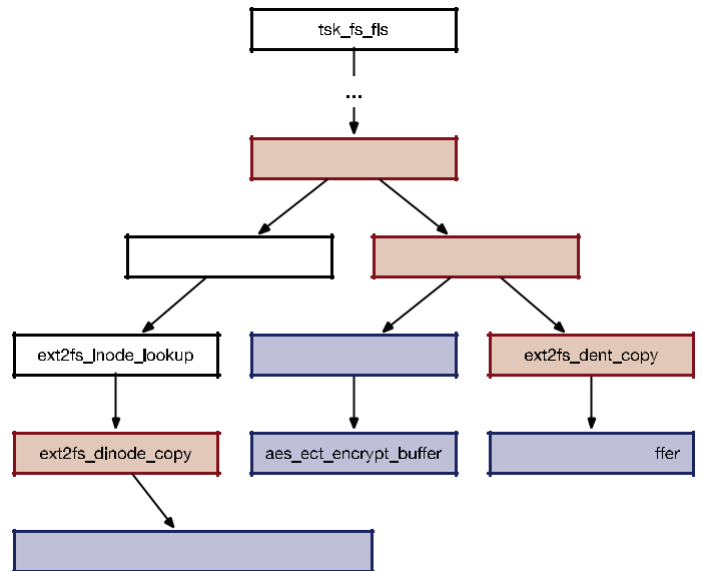 tsk_fs_fls
...
ext2fs_Inode_lookup
ext2fs_dent_copy
ext2fs_dinode_copy
aes_ect_encrypt_buffer
ffer